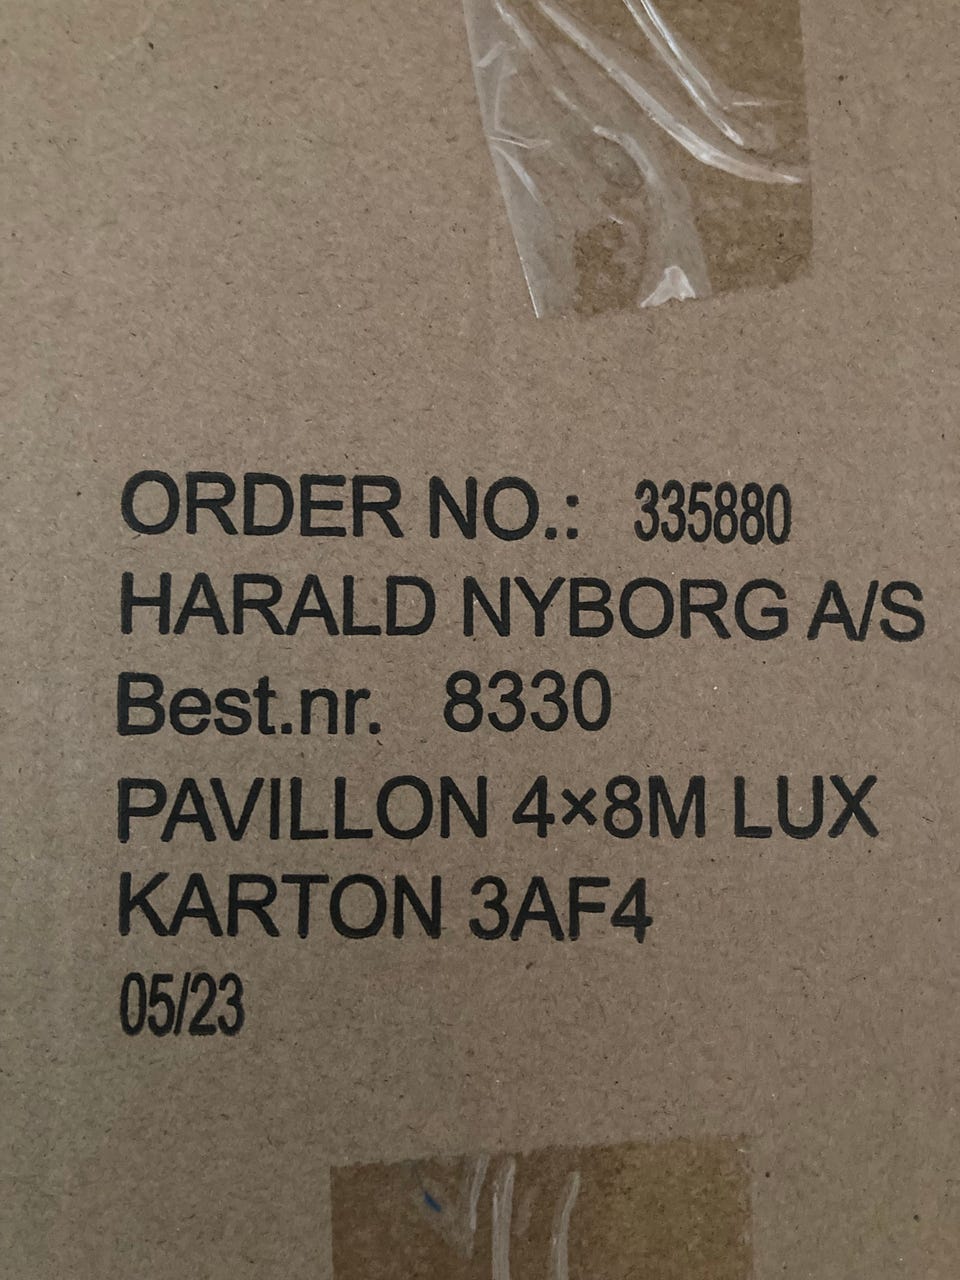 ORDER NO.: 335880
HARALD NYBORG A/S
Best.nr. 8330
PAVILLON 4×8M LUX
KARTON 3AF4
05/23